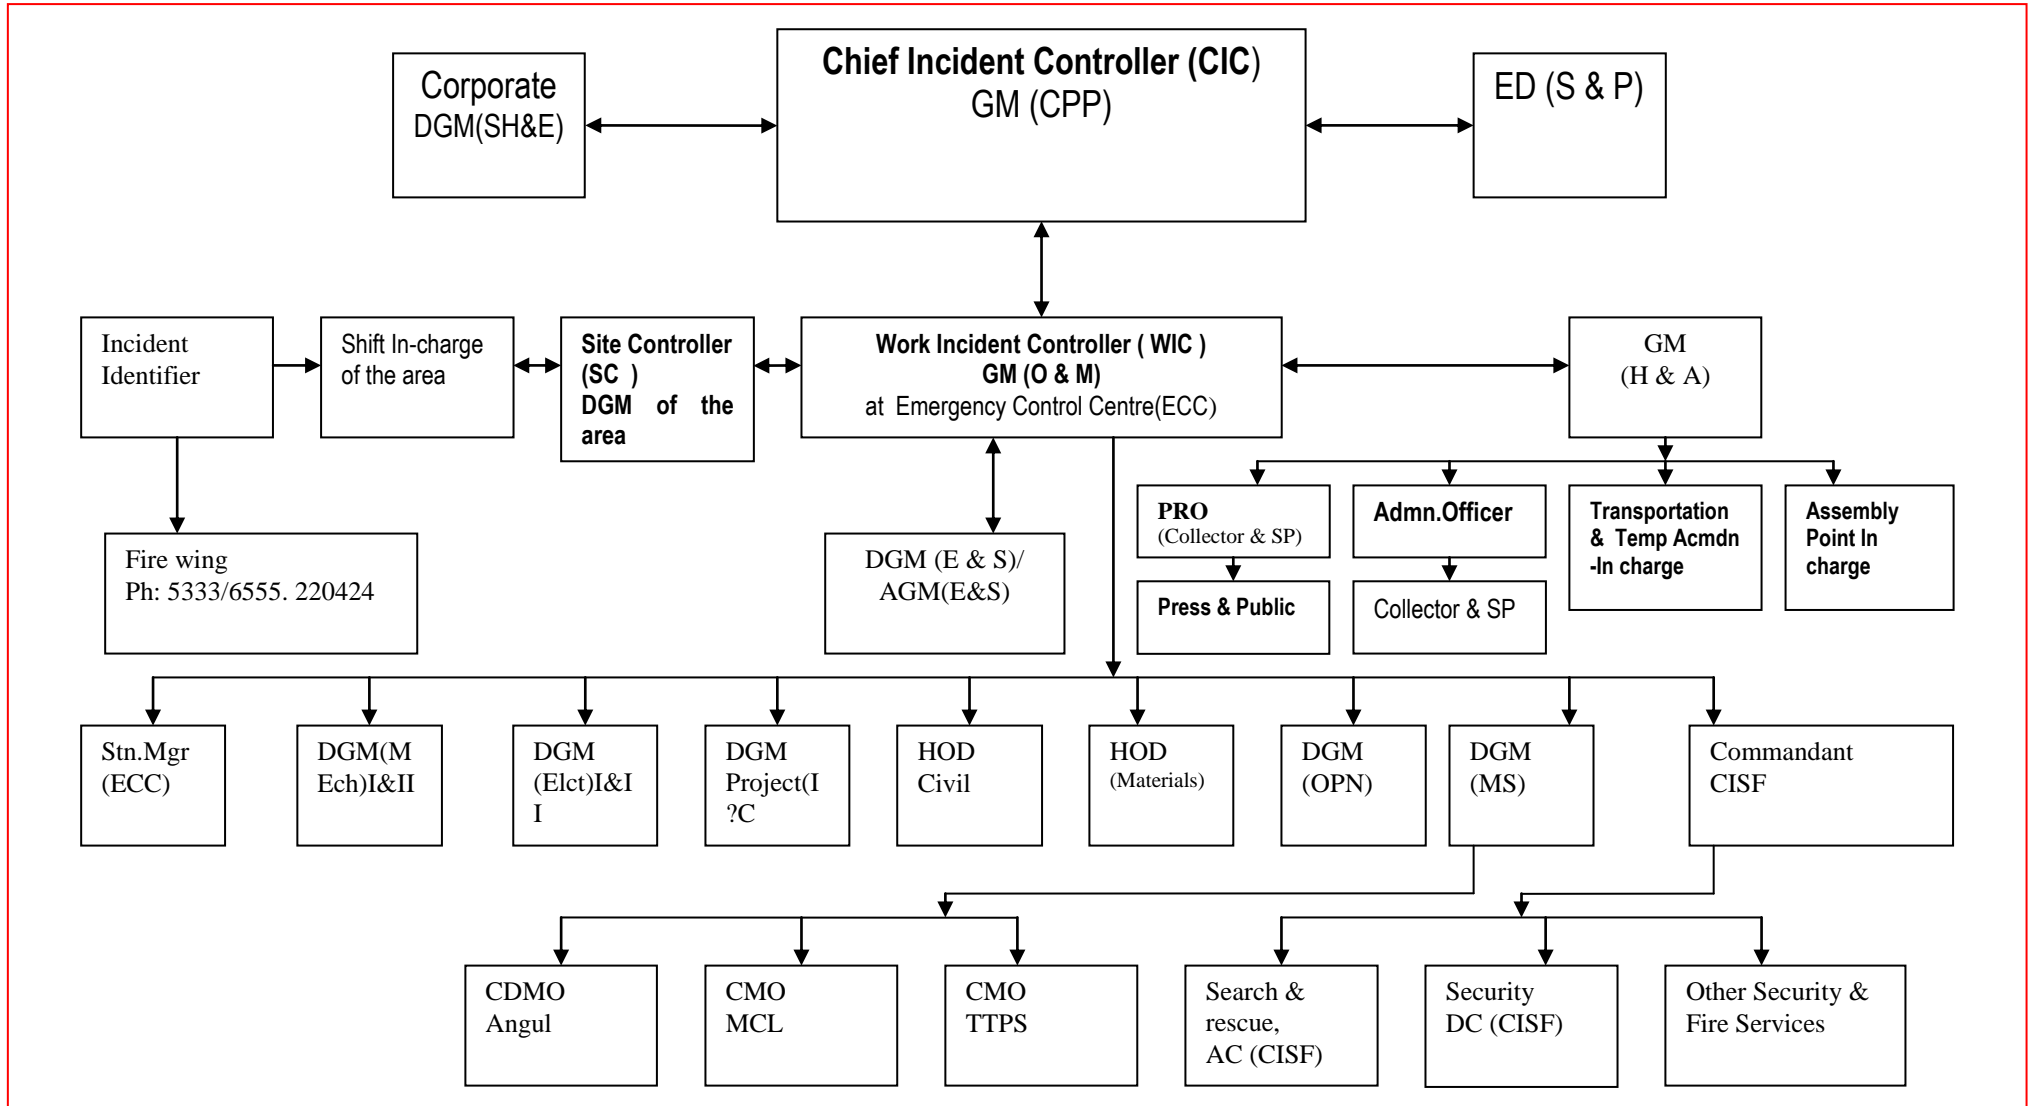 Corporate
DGM(SH&E)
Chief Incident Controller (CIC)
GM (CPP)
ED (S & P)
Incident
Identifier
Shift In-charge
of the area
Site Controller
(SC )
DGM of the
area
Work Incident Controller ( WIC )
GM (O & M)
at Emergency Control Centre(ECC)
GM
(H & A)
Fire wing
Ph: 5333/6555. 220424
DGM (E & S)/
AGM(E&S)
PRO
(Collector & SP)
Press & Public
Admn.Officer
Collector & SP
Transportation
& Temp Acmdn
-In charge
Assembly
Point In
charge
Stn.Mgr
(ECC)
DGM(M
Ech)I&II
DGM
(Elct)I&I
I
DGM
Project(I
?C
HOD
Civil
HOD
(Materials)
DGM
(OPN)
DGM
(MS)
Commandant
CISF
CDMO
Angul
CMO
MCL
CMO
TTPS
Search &
rescue,
AC (CISF)
Security
DC (CISF)
Other Security &
Fire Services